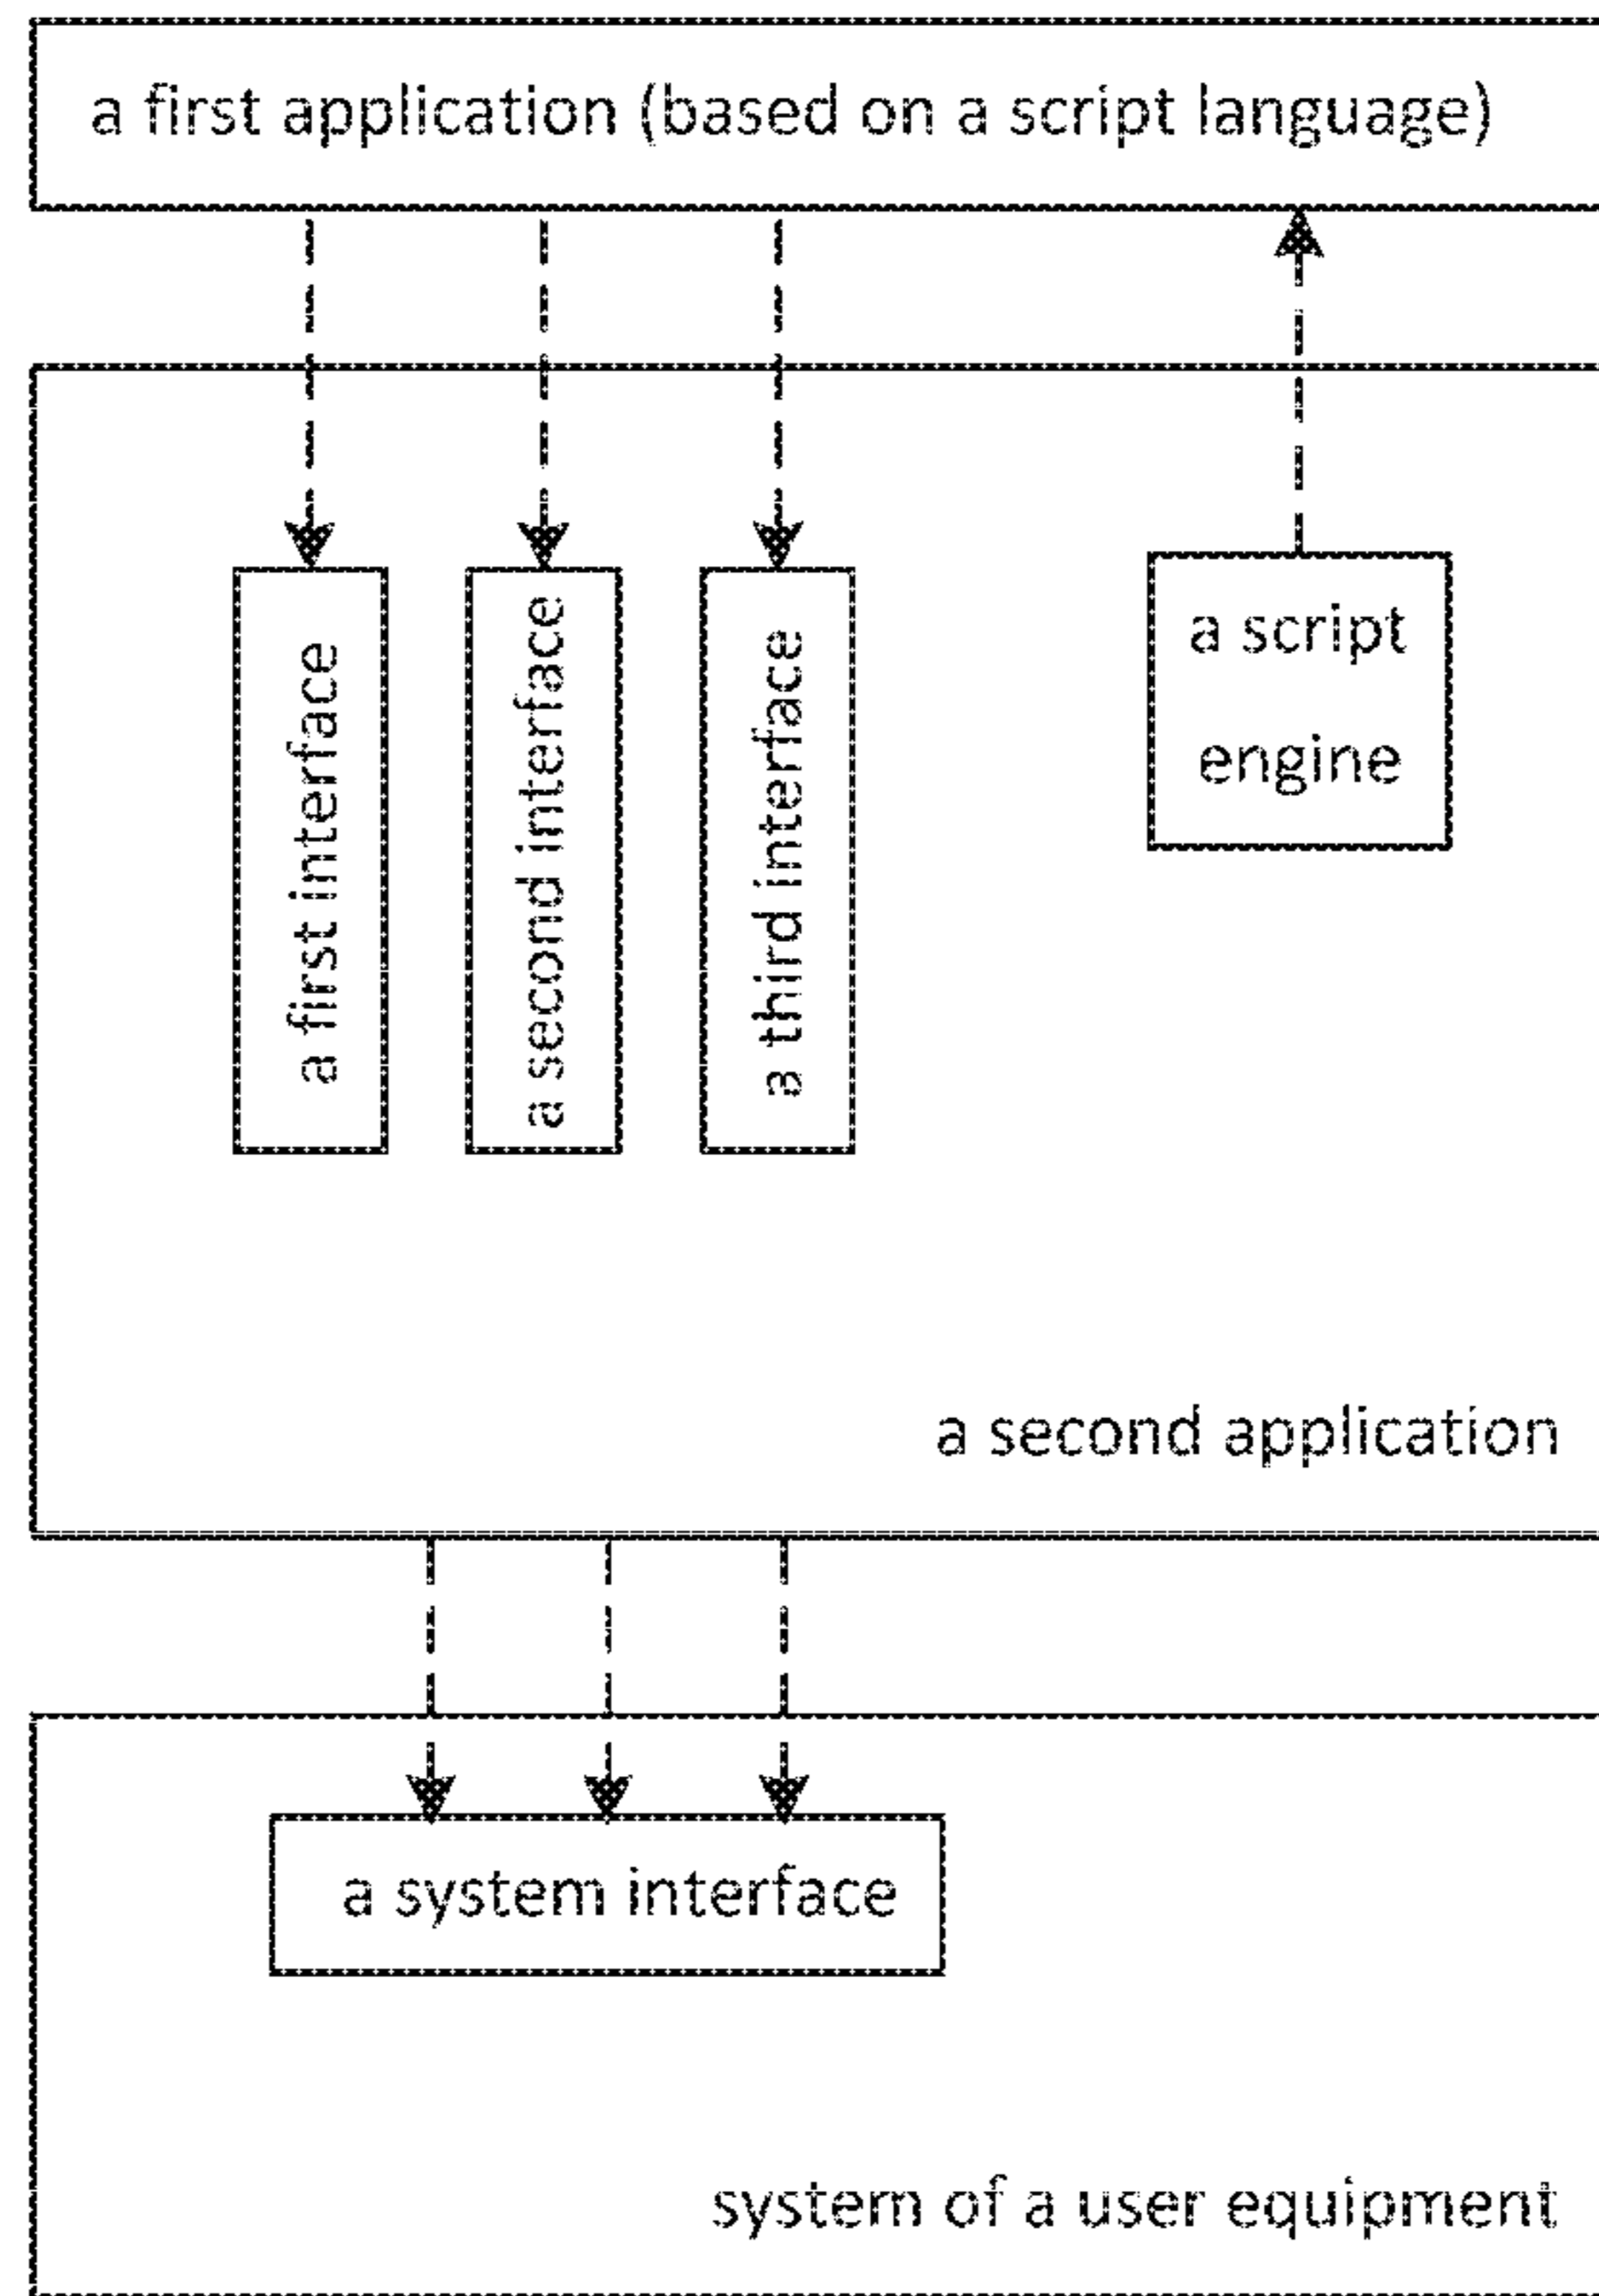 a first application (based on a script language)
a first interface
a second interface
a third interface
a script
engine
a second application
a system interface
system of a user equipment